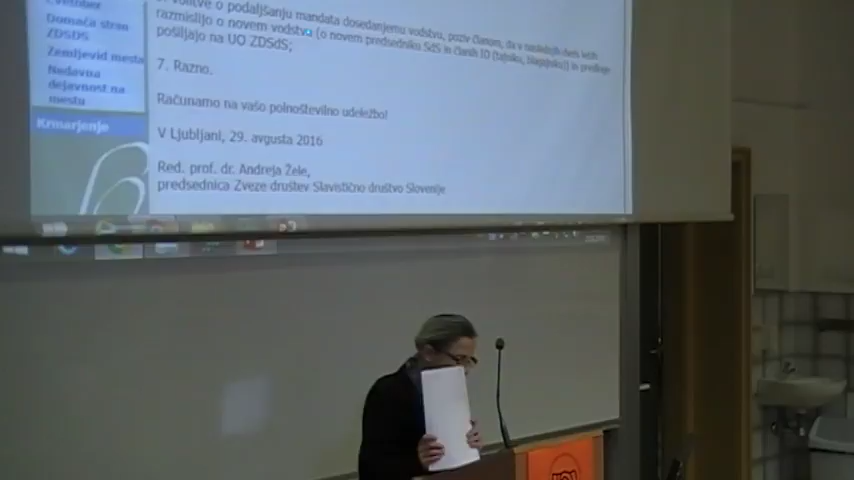 volitve o podaljšanju mandata dosedanjemu vodstvu, poziv članom, da v naslednjih dveh letih
razmislijo o novem vodstvu (o novem predsedniku SdS in članih IO (tajniku, blagajniku)) in predloge
pošiljajo na UO ZDSdS;
7. Razno.
Računamo na vašo polnoštevilno udeležbo!
V Ljubljani, 29. avgusta 2016
Red. prof. dr. Andreja Žele,
predsednica Zveze društev Slavistično društvo Slovenije
Domača stran
ZDSDS
Zemljevid mesta
Nedavna
dejavnost na
mestu
Krmarjenje